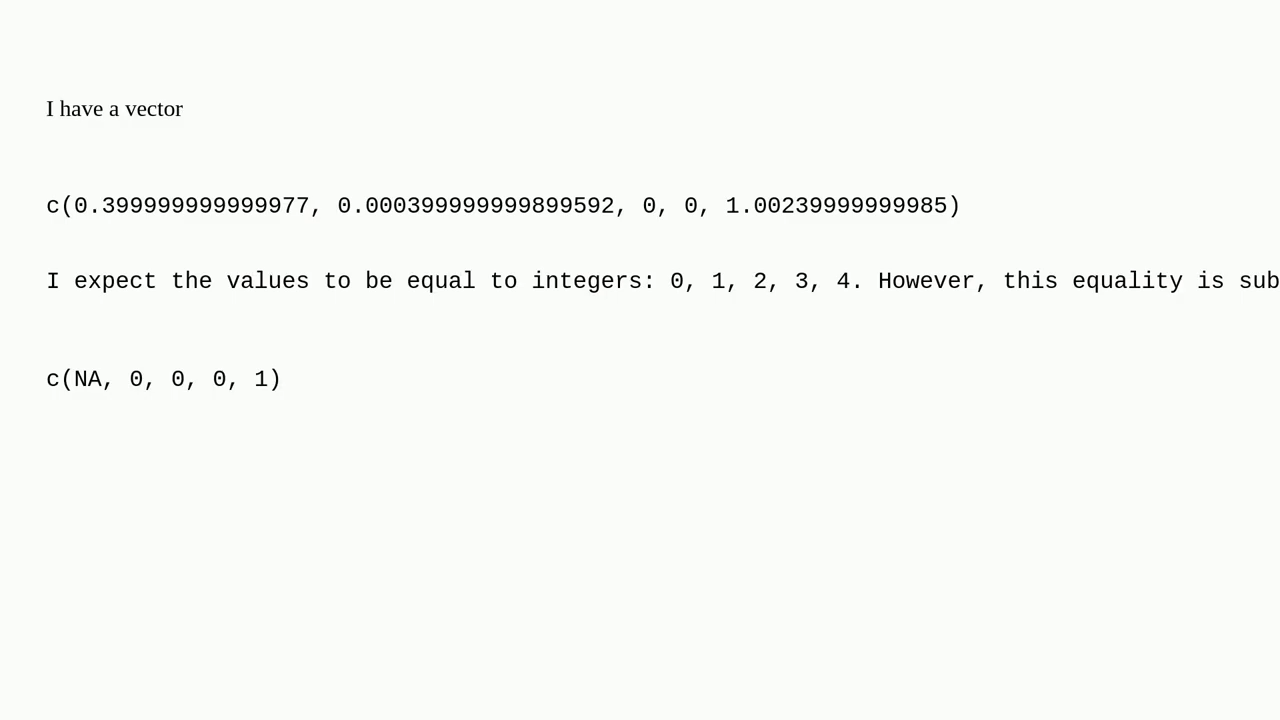 I have a vector
c(0.399999999999977, 0.000399999999899592, 0, 0, 1.00239999999985)
I expect the values to be equal to integers: 0, 1, 2, 3, 4. However, this equality is sub
c(NA, 0, 0, 0, 1)